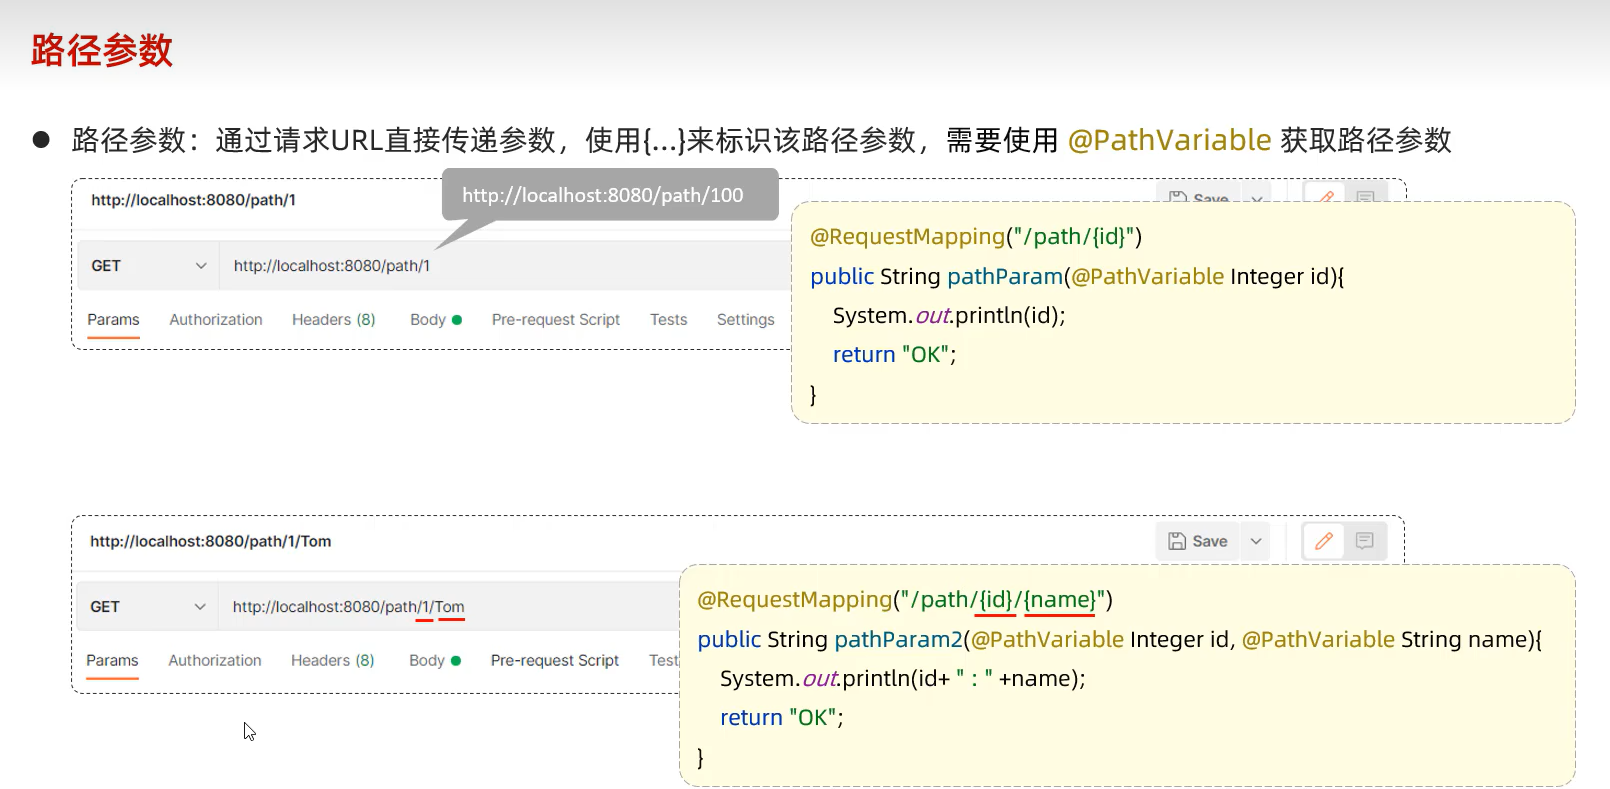 路径参数
● 路径参数：通过请求URL直接传递参数，使用{...}来标识该路径参数，需要使用 @PathVariable 获取路径参数
http://localhost:8080/path/1
http://localhost:8080/path/100
Save
GET
http://localhost:8080/path/1
Params Authorization Headers (8) Body Pre-request Script Tests Settings
@RequestMapping("/path/{id}")
public String pathParam(@PathVariable Integer id){
System.out.println(id);
return "OK";
}
http://localhost:8080/path/1/Tom
Save
GET
http://localhost:8080/path/1/Tom
Params Authorization Headers (8) Body Pre-request Script Test
@RequestMapping("/path/{id}/{name}")
public String pathParam2(@PathVariable Integer id, @PathVariable String name){
System.out.println(id+ " : " +name);
return "OK";
}